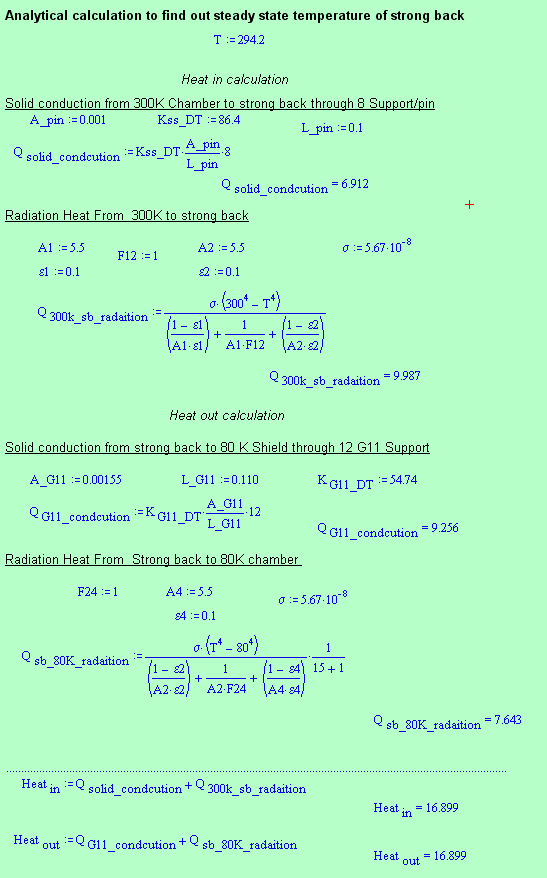 Analytical calculation to find out steady state temperature of strong back
T := 294.2
Heat in calculation
Solid conduction from 300K Chamber to strong back through 8 Support/pin
A_pin := 0.001 Kss_DT := 86.4 L_pin := 0.1
Q solid_condcution := Kss_DT · A_pin / L_pin · 8
Q solid_condcution = 6.912
Radiation Heat From 300K to strong back
A1 := 5.5 F12 := 1 A2 := 5.5 σ := 5.67·10^-8
ε1 := 0.1 ε2 := 0.1
Q 300k_sb_radaition := σ·(300^4 − T^4) / ((1 − ε1 / A1·ε1) + 1 / A1·F12 + (1 − ε2 / A2·ε2))
Q 300k_sb_radaition = 9.987
Heat out calculation
Solid conduction from strong back to 80 K Shield through 12 G11 Support
A_G11 := 0.00155 L_G11 := 0.110 K G11_DT := 54.74
Q G11_condcution := K G11_DT · A_G11 / L_G11 · 12
Q G11_condcution = 9.256
Radiation Heat From Strong back to 80K chamber
F24 := 1 A4 := 5.5 σ := 5.67·10^-8
ε4 := 0.1
Q sb_80K_radaition := σ·(T^4 − 80^4) / ((1 − ε2 / A2·ε2) + 1 / A2·F24 + (1 − ε4 / A4·ε4)) · 1 / 15 + 1
Q sb_80K_radaition = 7.643
Heat in := Q solid_condcution + Q 300k_sb_radaition
Heat in = 16.899
Heat out := Q G11_condcution + Q sb_80K_radaition
Heat out = 16.899